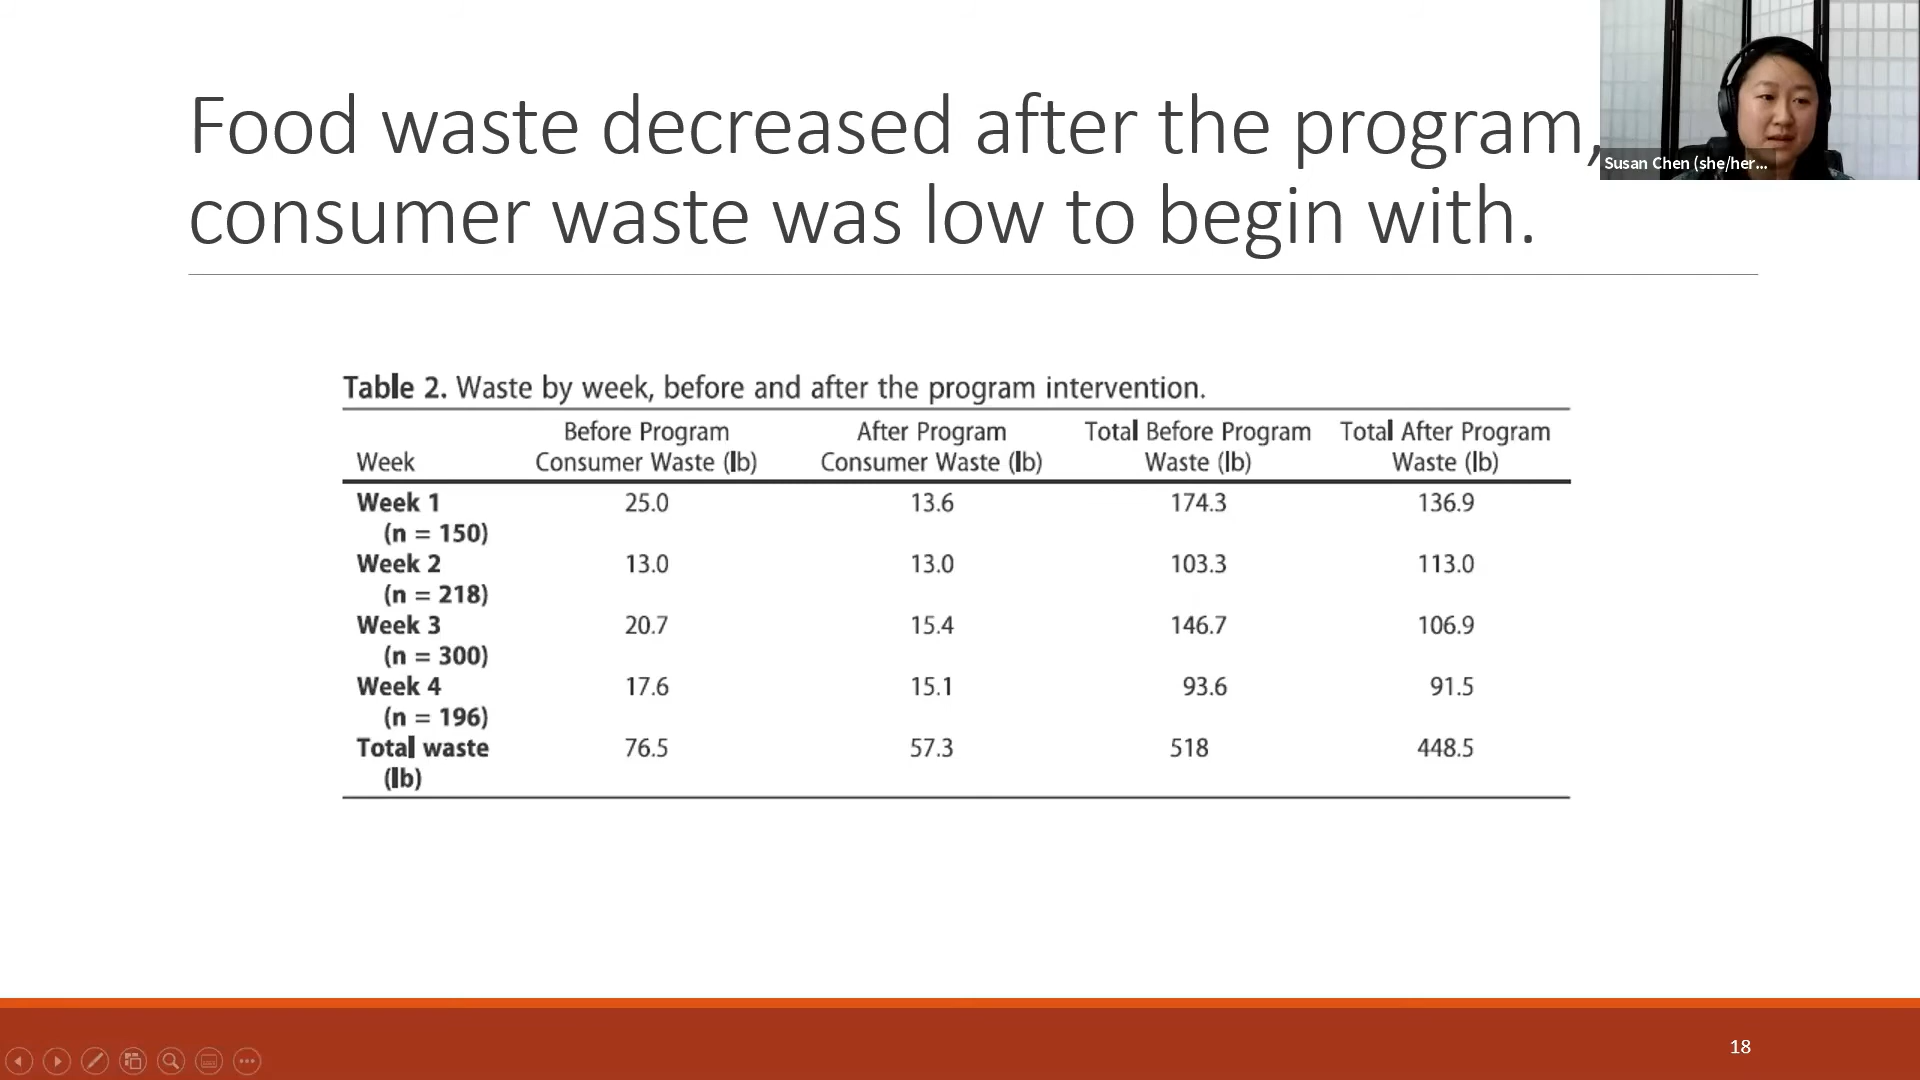 Food waste decreased after the program,
consumer waste was low to begin with.
Susan Chen (she/her...
Table 2. Waste by week, before and after the program intervention.
Week Before Program Consumer Waste (lb) After Program Consumer Waste (lb) Total Before Program Waste (lb) Total After Program Waste (lb)
Week 1 25.0 13.6 174.3 136.9
(n = 150)
Week 2 13.0 13.0 103.3 113.0
(n = 218)
Week 3 20.7 15.4 146.7 106.9
(n = 300)
Week 4 17.6 15.1 93.6 91.5
(n = 196)
Total waste 76.5 57.3 518 448.5
(lb)
18